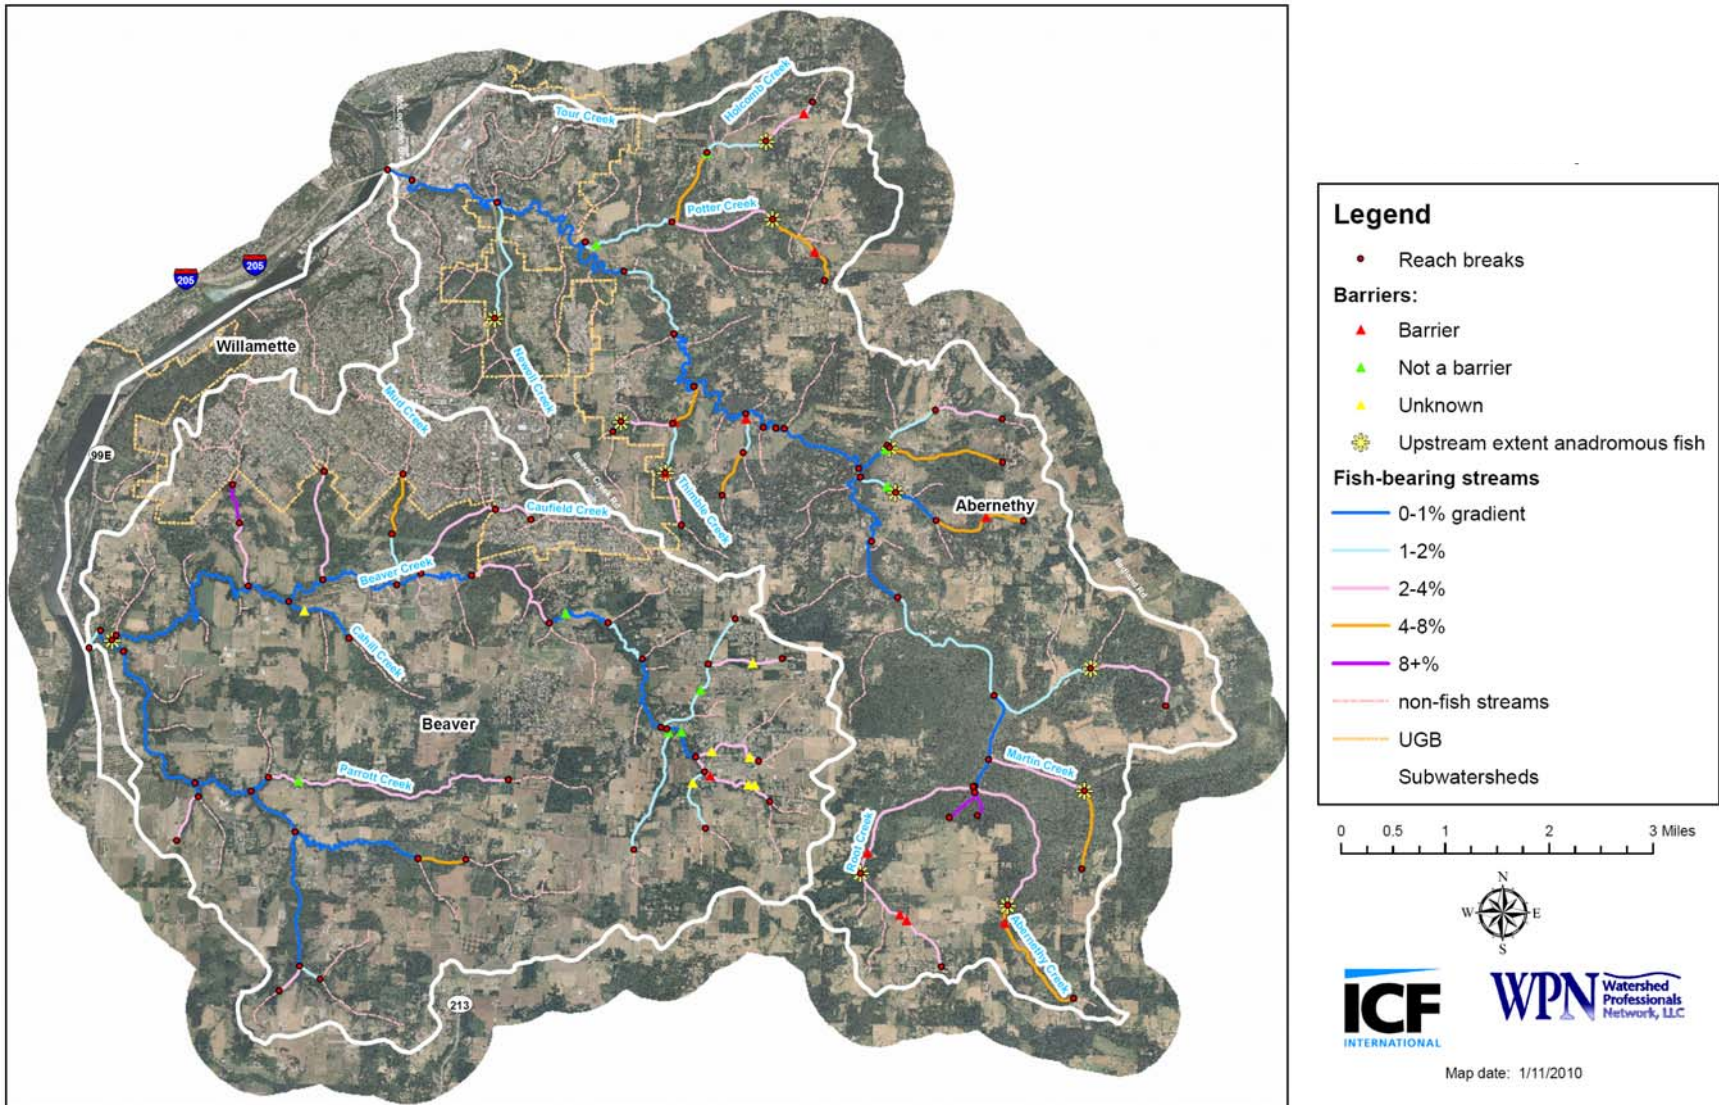 Holcomb Creek
Tour Creek
Potter Creek
205
205
Willamette
Newell Creek
Mud Creek
99E
Thimble Creek
Caufield Creek
Abernethy
Beaver Creek
Cahill Creek
Beaver
Martin Creek
Parrott Creek
Root Creek
Abernethy Creek
213
Legend
Reach breaks
Barriers:
Barrier
Not a barrier
Unknown
Upstream extent anadromous fish
Fish-bearing streams
0-1% gradient
1-2%
2-4%
4-8%
8+%
non-fish streams
UGB
Subwatersheds
0 0.5 1 2 3 Miles
N
W E
S
ICF
INTERNATIONAL
WPN Watershed
Professionals
Network, LLC
Map date: 1/11/2010